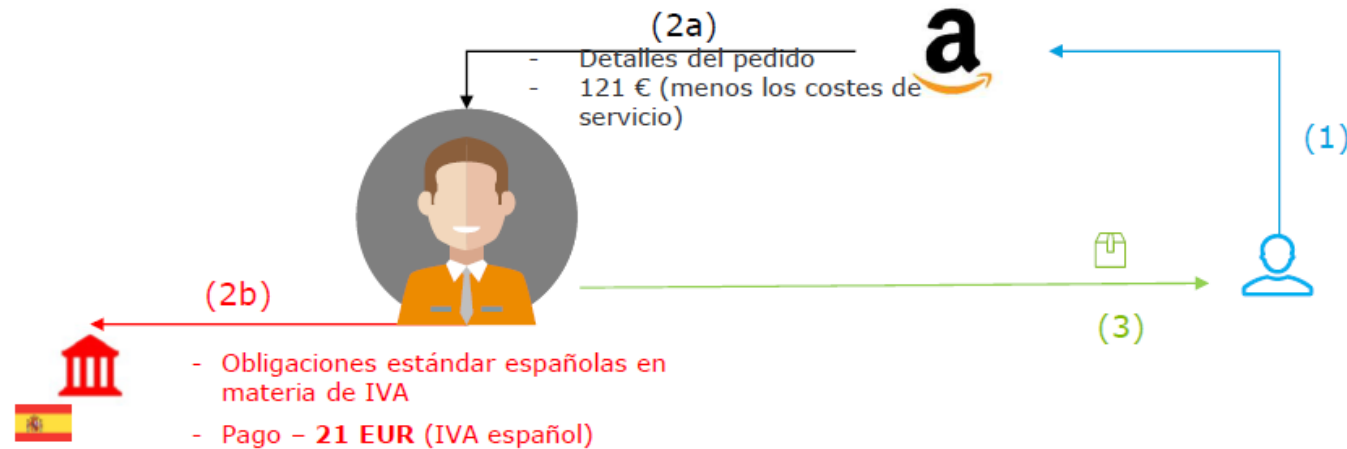 (2a)
- Detalles del pedido
- 121 € (menos los costes de
servicio)
a
(1)
(2b)
(3)
- Obligaciones estándar españolas en
materia de IVA
- Pago – 21 EUR (IVA español)